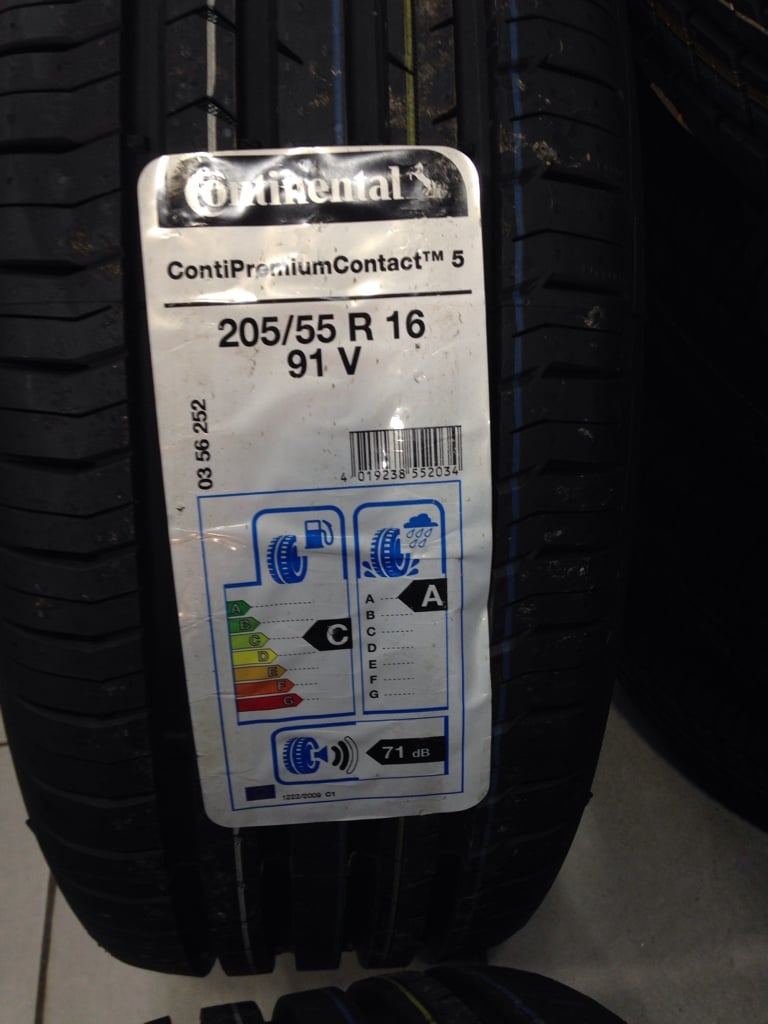 Continental
ContiPremiumContact™ 5
205/55 R 16
91 V
03 56 252
4 019238 552034
A
B
C
D
E
F
G
C
A
B
C
D
E
F
G
A
71 dB
1222/2009 C1